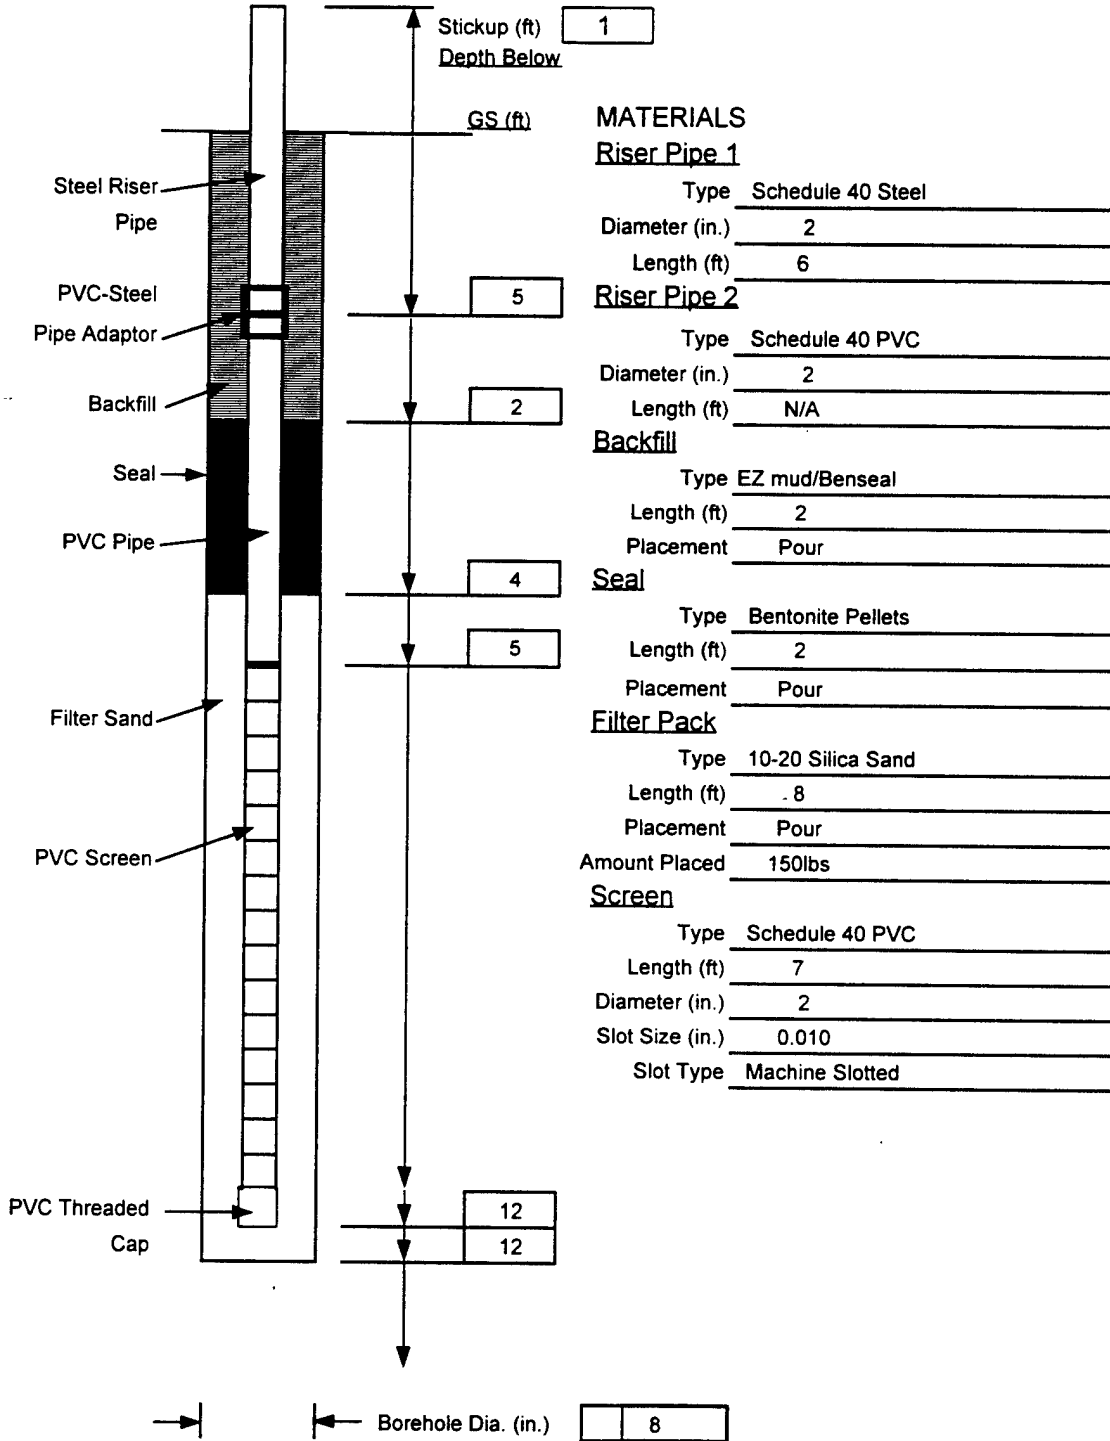 Stickup (ft) 1
Depth Below
GS (ft)
Steel Riser
Pipe
PVC-Steel
Pipe Adaptor
5
Backfill
2
Seal
PVC Pipe
4
5
Filter Sand
PVC Screen
PVC Threaded
Cap
12
12
Borehole Dia. (in.) 8
MATERIALS
Riser Pipe 1
Type Schedule 40 Steel
Diameter (in.) 2
Length (ft) 6
Riser Pipe 2
Type Schedule 40 PVC
Diameter (in.) 2
Length (ft) N/A
Backfill
Type EZ mud/Benseal
Length (ft) 2
Placement Pour
Seal
Type Bentonite Pellets
Length (ft) 2
Placement Pour
Filter Pack
Type 10-20 Silica Sand
Length (ft) 8
Placement Pour
Amount Placed 150lbs
Screen
Type Schedule 40 PVC
Length (ft) 7
Diameter (in.) 2
Slot Size (in.) 0.010
Slot Type Machine Slotted